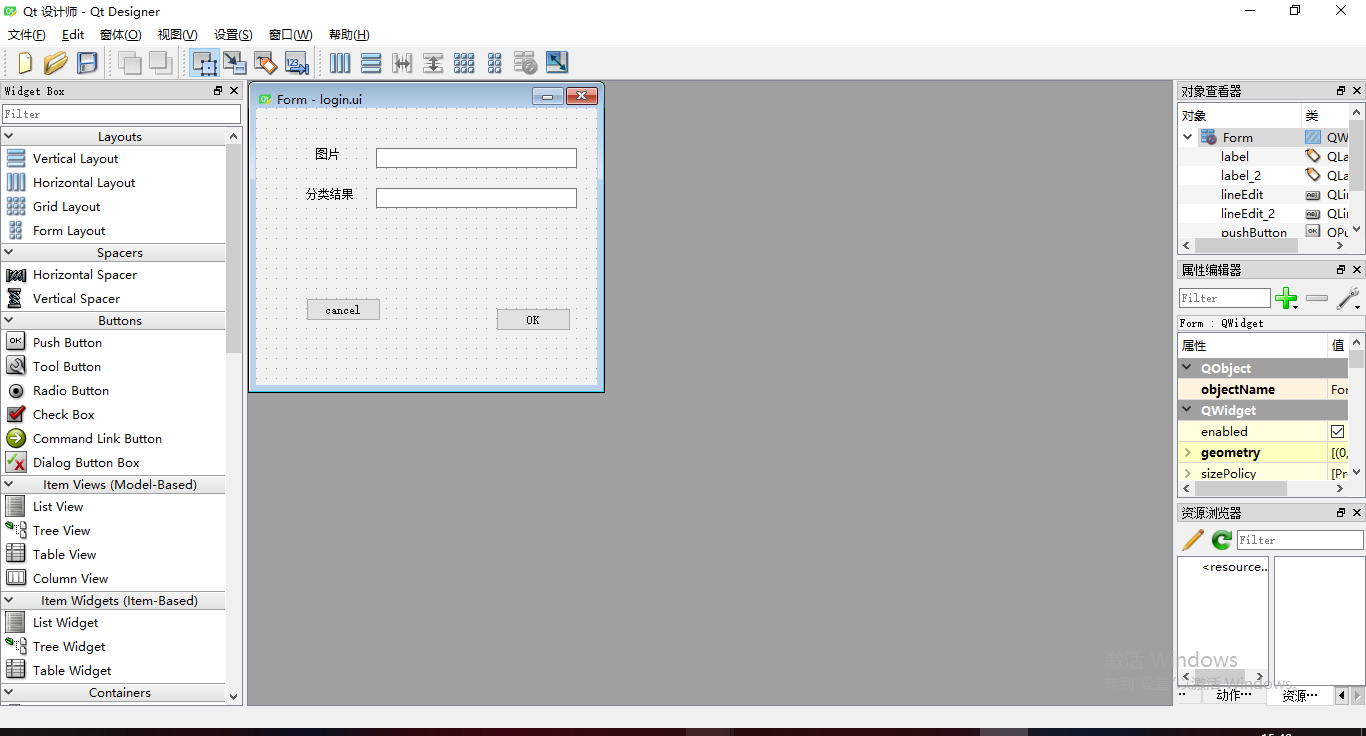 Qt 设计师 - Qt Designer
文件(F) Edit 窗体(O) 视图(V) 设置(S) 窗口(W) 帮助(H)
123
Widget Box
Filter
Layouts
Vertical Layout
Horizontal Layout
Grid Layout
Form Layout
Spacers
Horizontal Spacer
Vertical Spacer
Buttons
OK Push Button
Tool Button
Radio Button
Check Box
Command Link Button
Dialog Button Box
Item Views (Model-Based)
List View
Tree View
Table View
Column View
Item Widgets (Item-Based)
List Widget
Tree Widget
Table Widget
Containers
Form - login.ui
图片
分类结果
cancel
OK
对象查看器
对象 类
Form QW
label QLa
label_2 QLa
lineEdit QLi
lineEdit_2 QLi
pushButton OK QPu
属性编辑器
Filter
Form : QWidget
属性 值
QObject
objectName For
QWidget
enabled
geometry [(0,
sizePolicy [Pr
资源浏览器
Filter
<resource..
激活 Windows
以激活 Windows
动作… 资源…